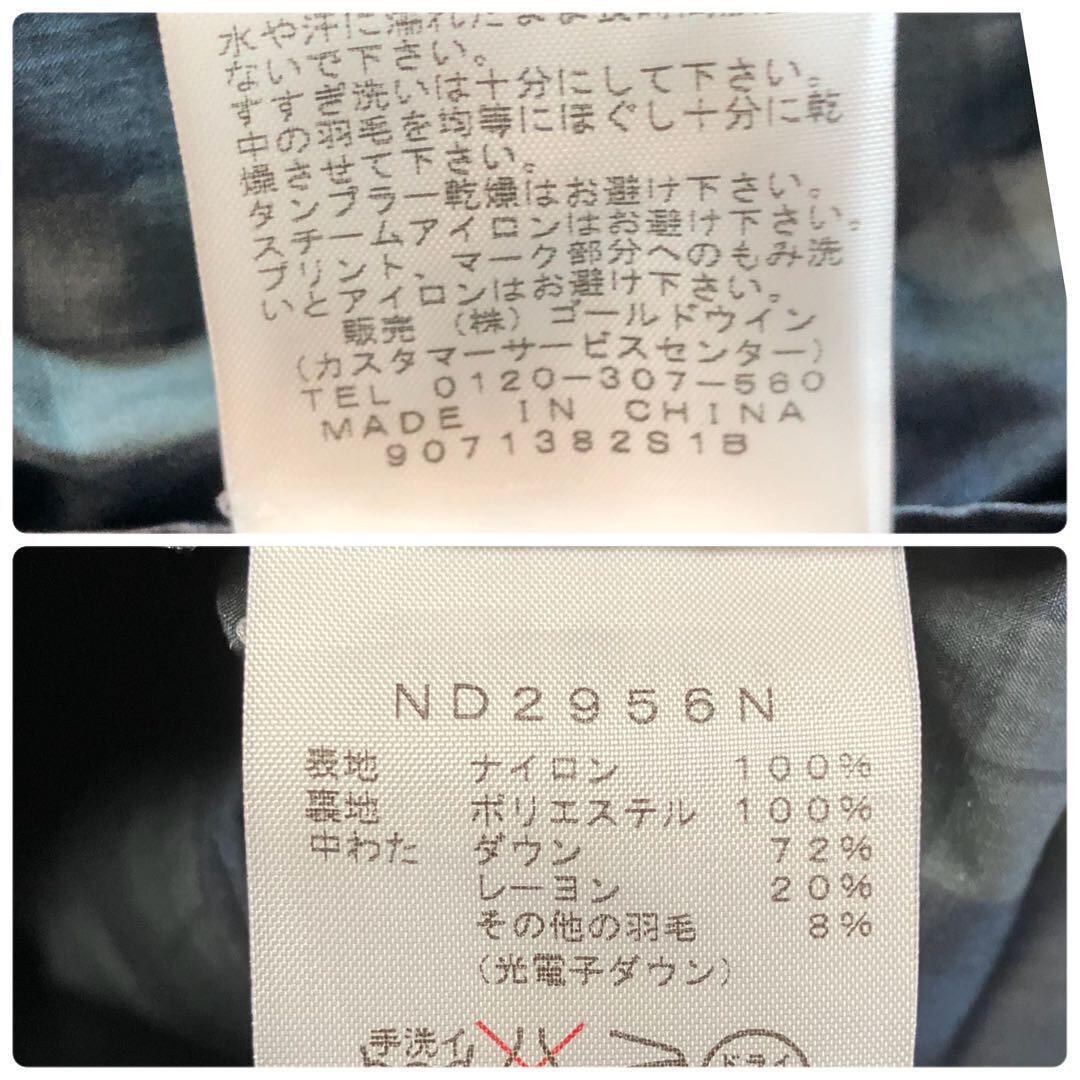 水や汗に濡れたまま
ないで下さい。
すすぎ洗いは十分にして下さい。
中の羽毛を均等にほぐし十分に乾
燥させて下さい。
タンブラー乾燥はお避け下さい。
スチームアイロンはお避け下さい。
プリント、マーク部分へのもみ洗
いとアイロンはお避け下さい。
販売 (株) ゴールドウイン
(カスタマーサービスセンター)
TEL 0120-307-560
MADE IN CHINA
9071382S1B
ND2956N
表地 ナイロン 100%
裏地 ポリエステル 100%
中わた ダウン 72%
レーヨン 20%
その他の羽毛 8%
(光電子ダウン)
手洗イ
ドライ